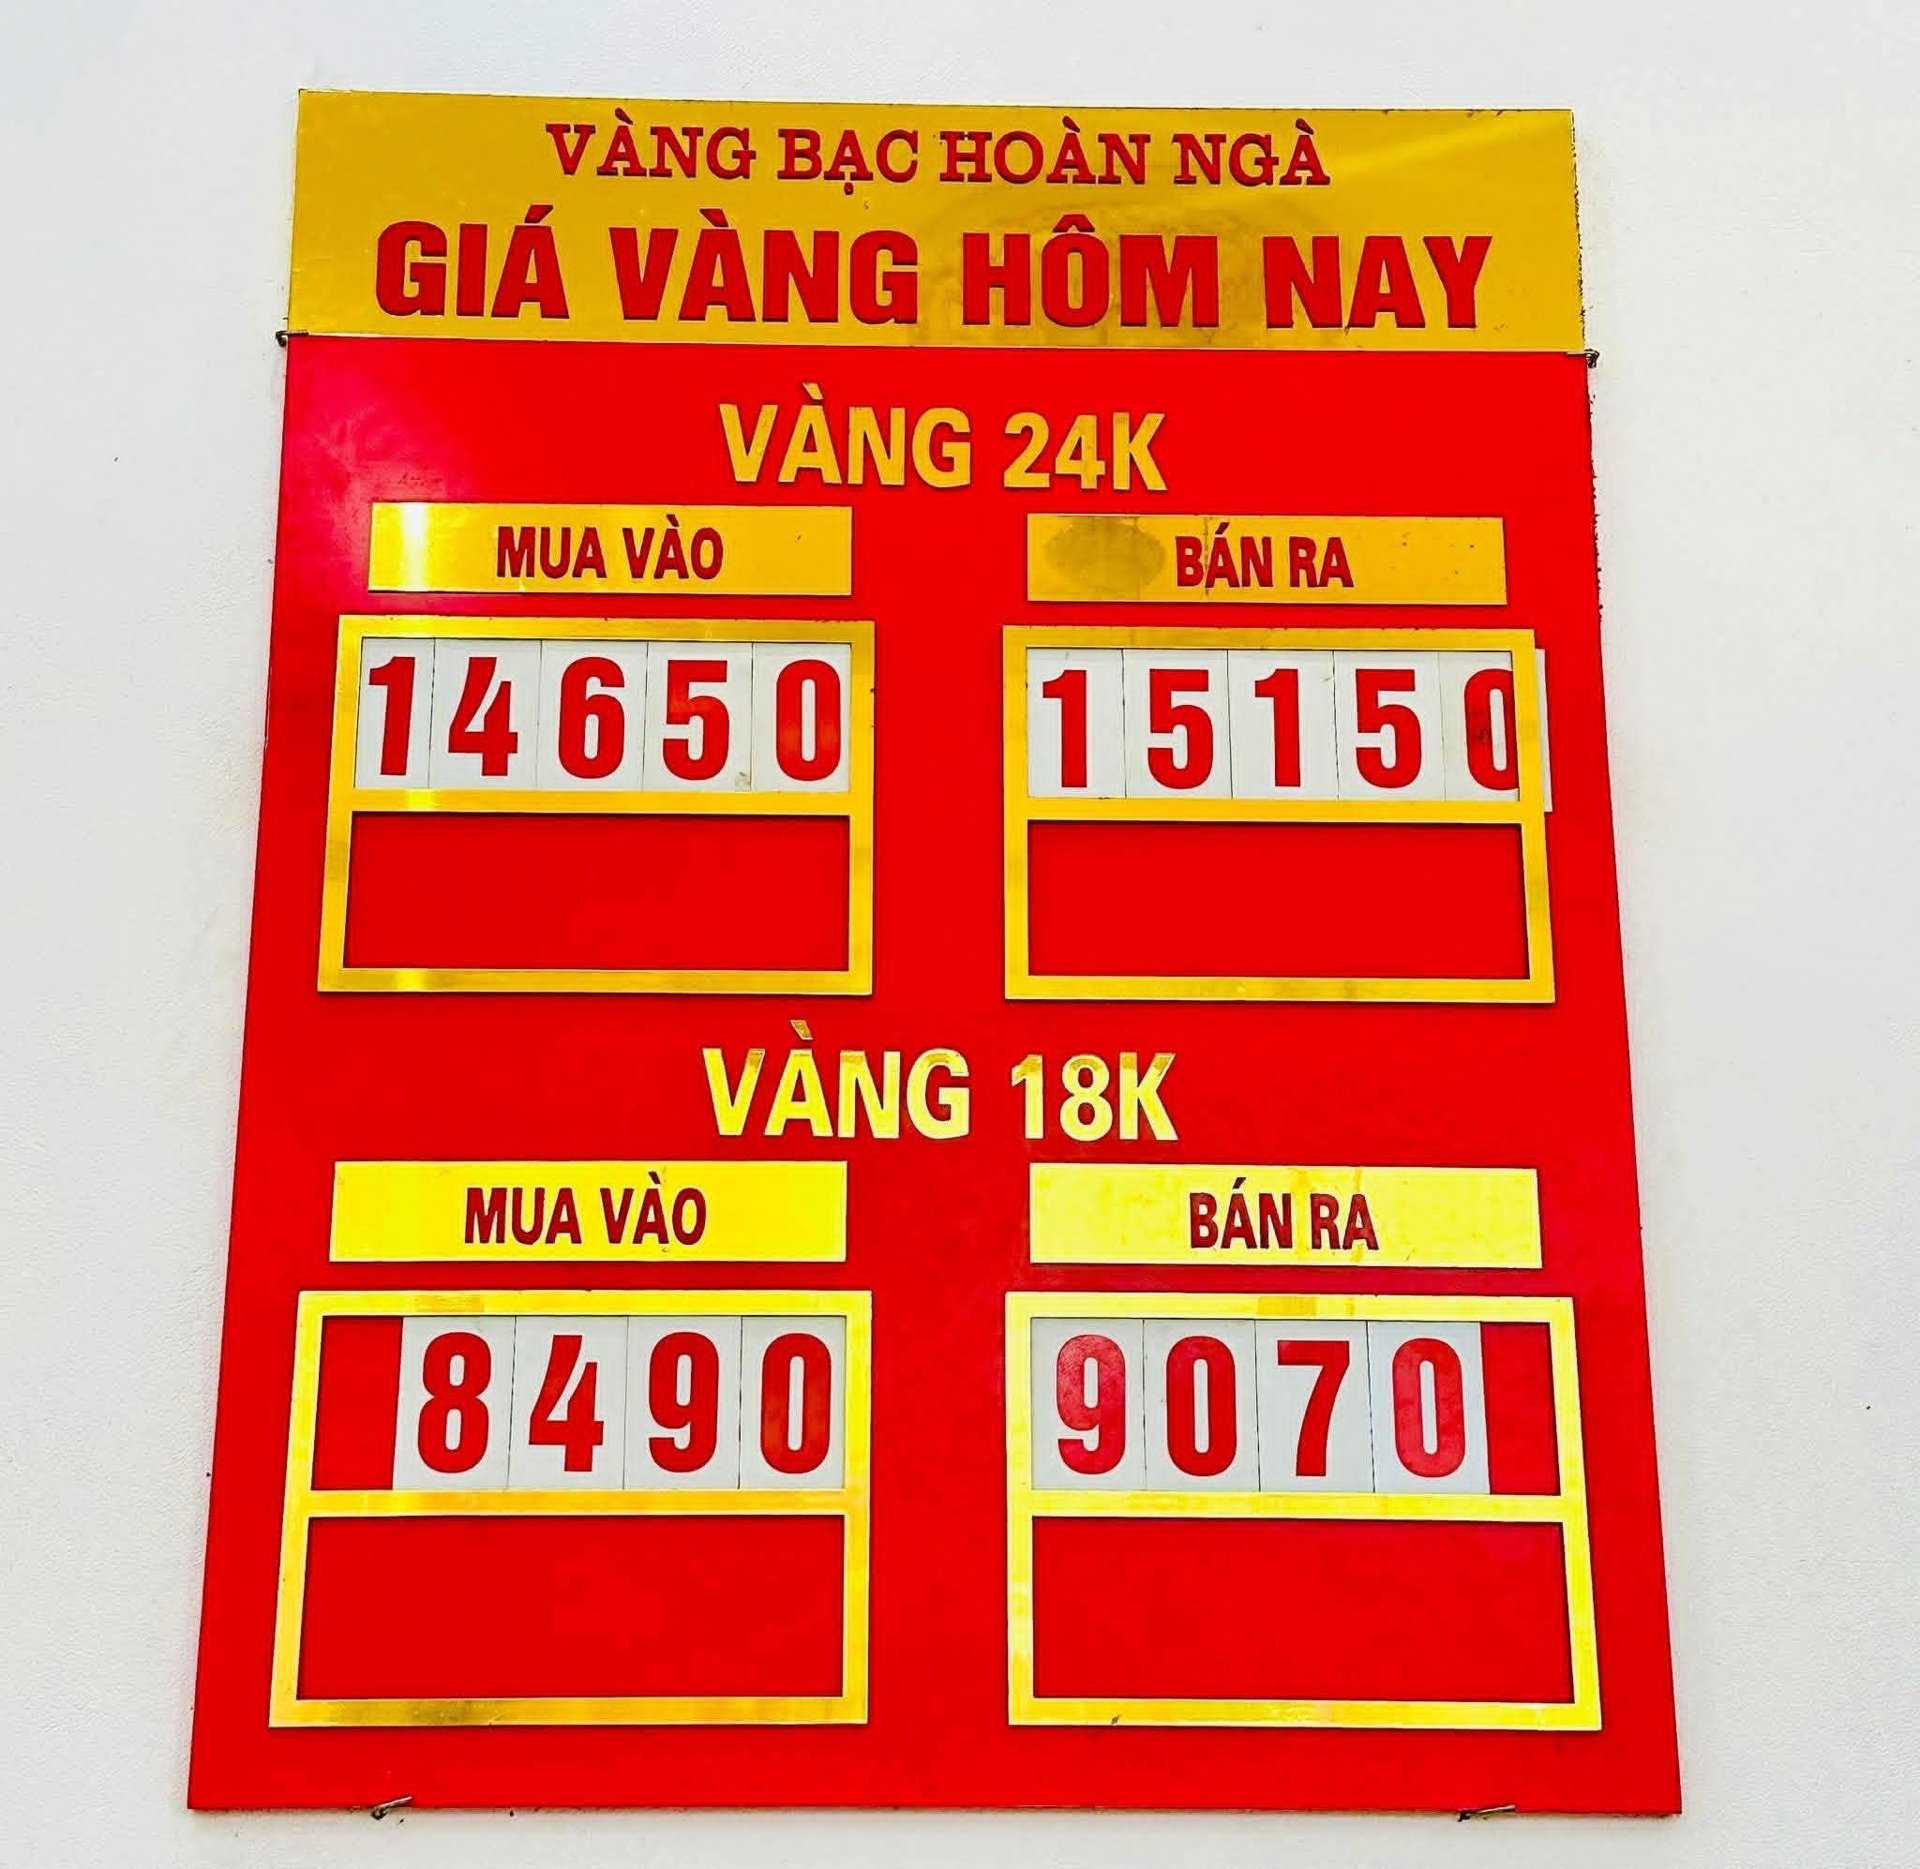 VÀNG BẠC HOÀN NGÀ
GIÁ VÀNG HÔM NAY
VÀNG 24K
MUA VÀO BÁN RA
14650 15150
VÀNG 18K
MUA VÀO BÁN RA
8490 9070